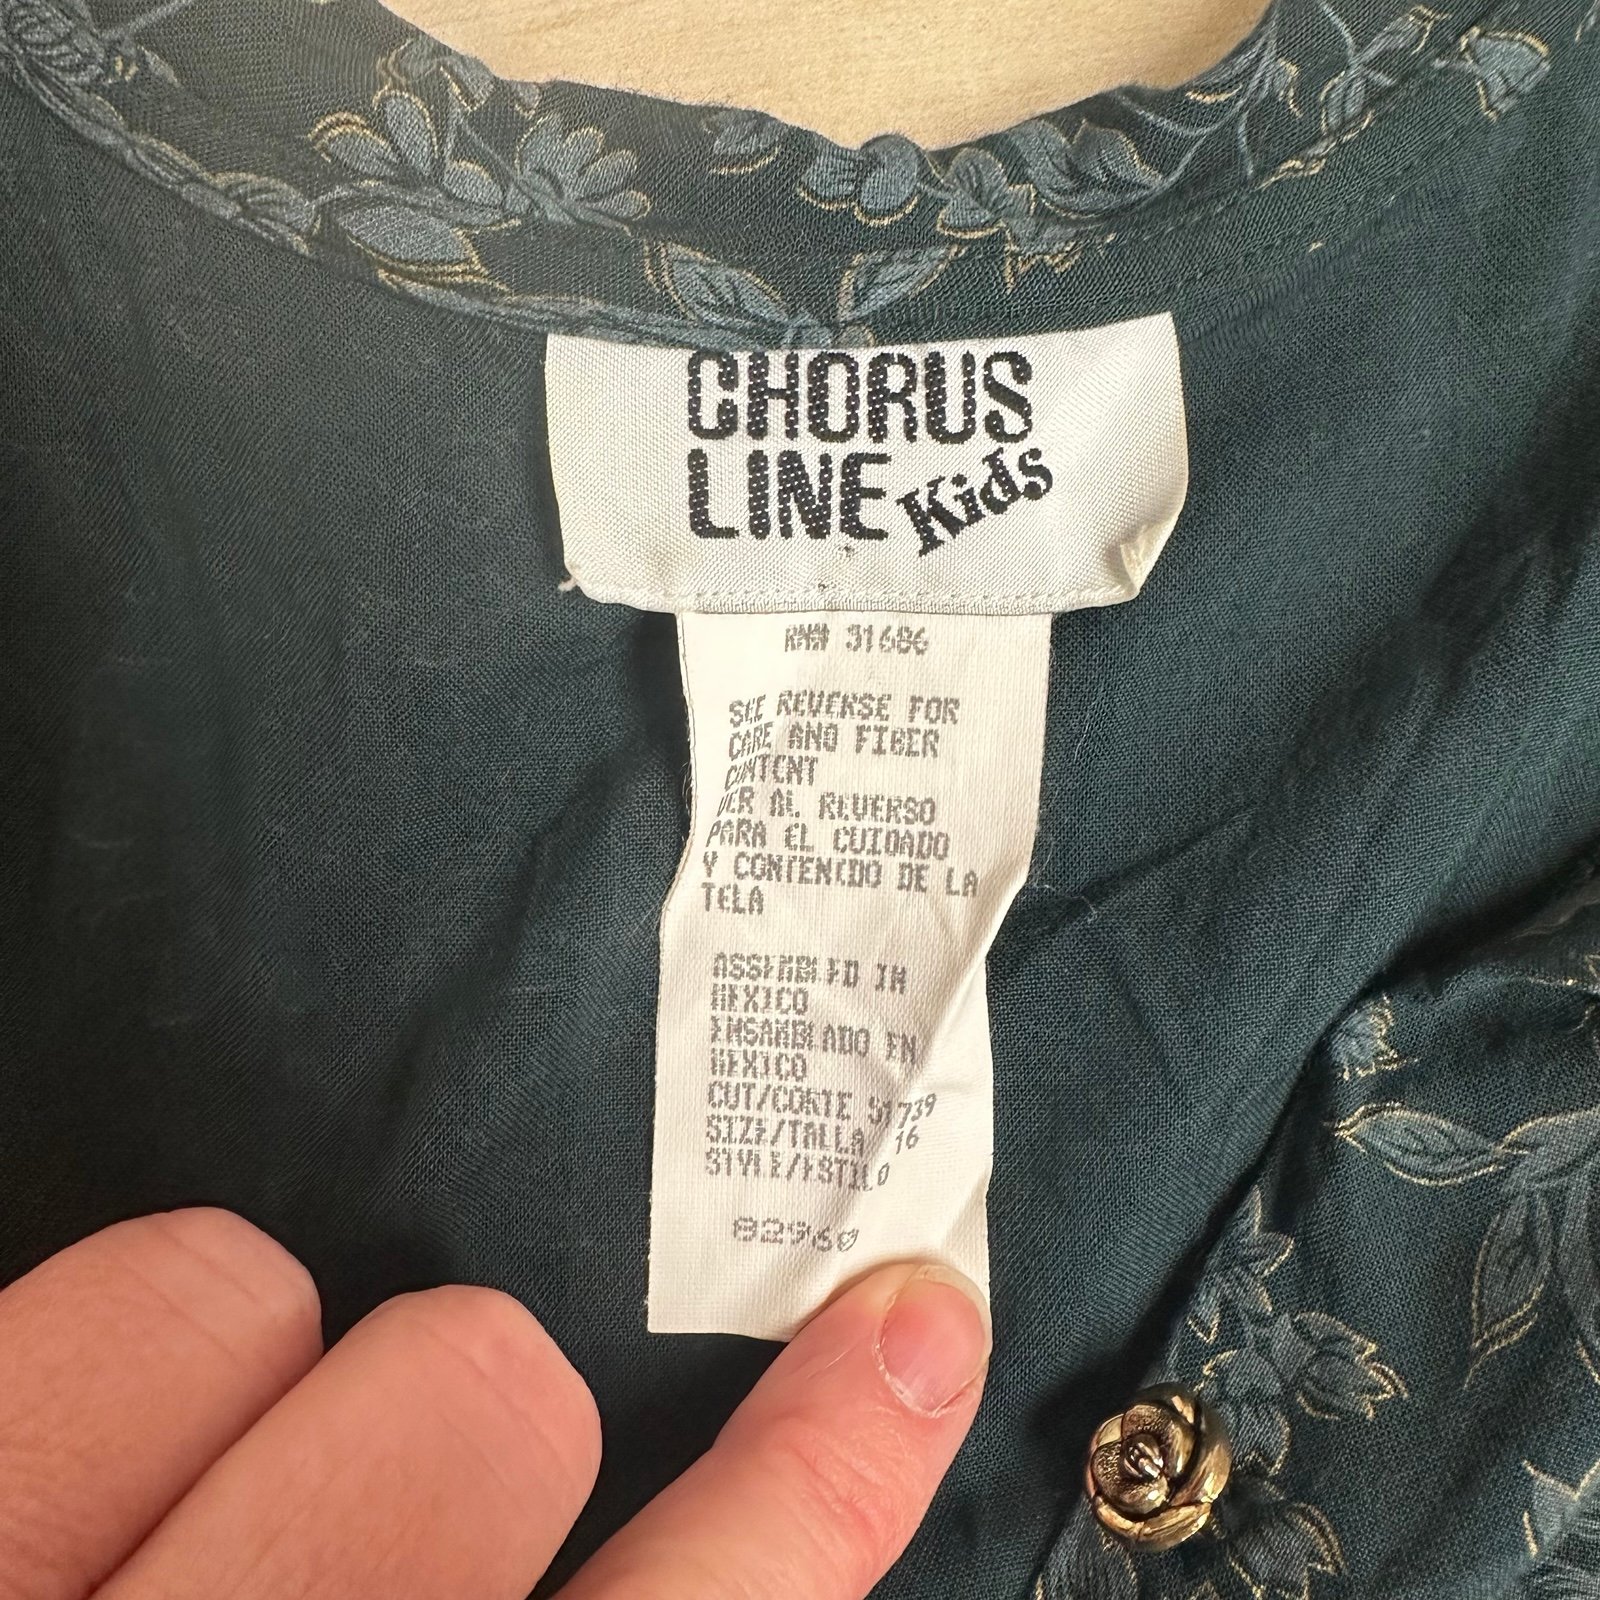 CHORUS
LINE Kids
RN# 31686
SEE REVERSE FOR
CARE AND FIBER
CONTENT
VER AL REVERSO
PARA EL CUIDADO
Y CONTENIDO DE LA
TELA
ASSEMBLED IN
MEXICO
ENSAMBLADO EN
MEXICO
CUT/CORTE 51739
SIZE/TALLA 16
STYLE/ESTILO
82960